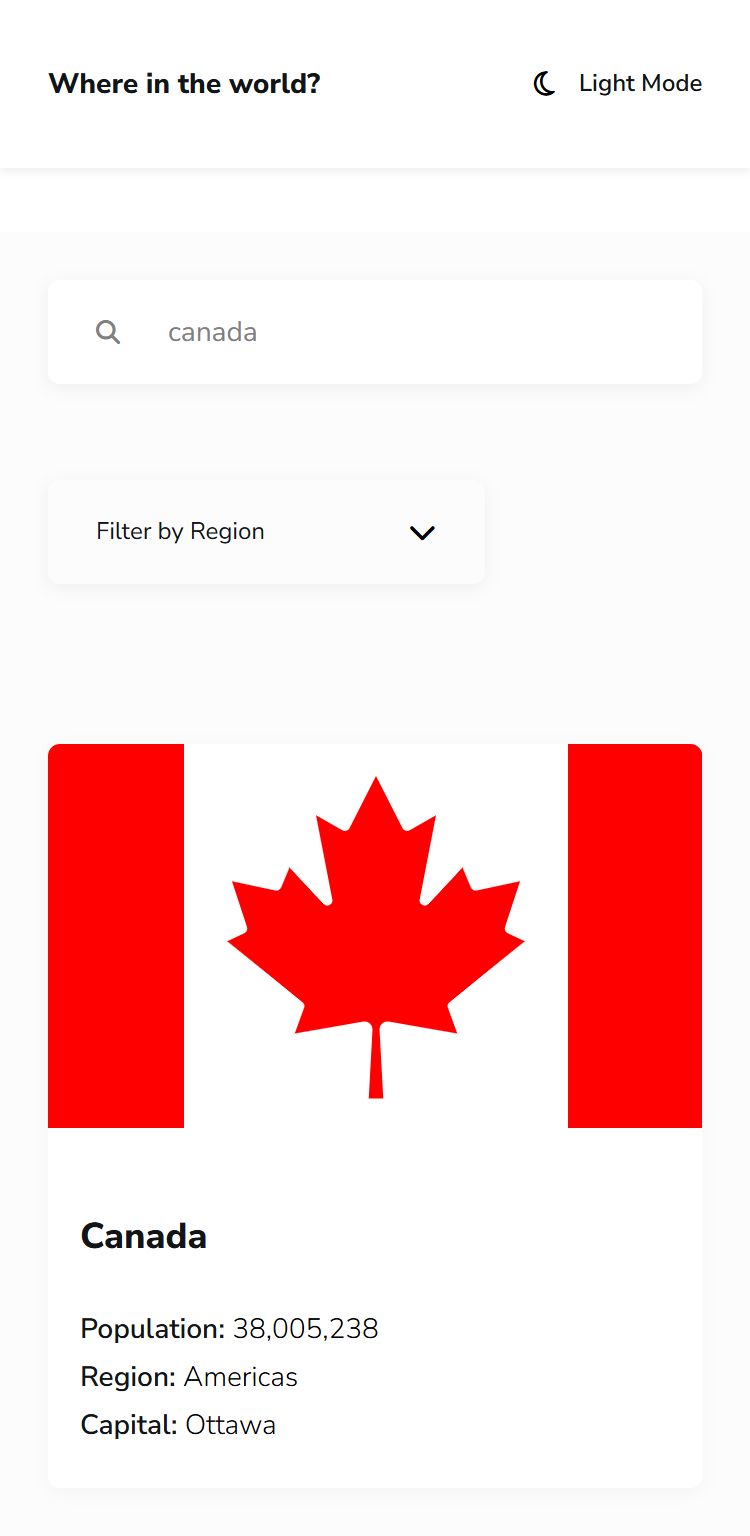 Where in the world?
Light Mode
canada
Filter by Region
Canada
Population: 38,005,238
Region: Americas
Capital: Ottawa